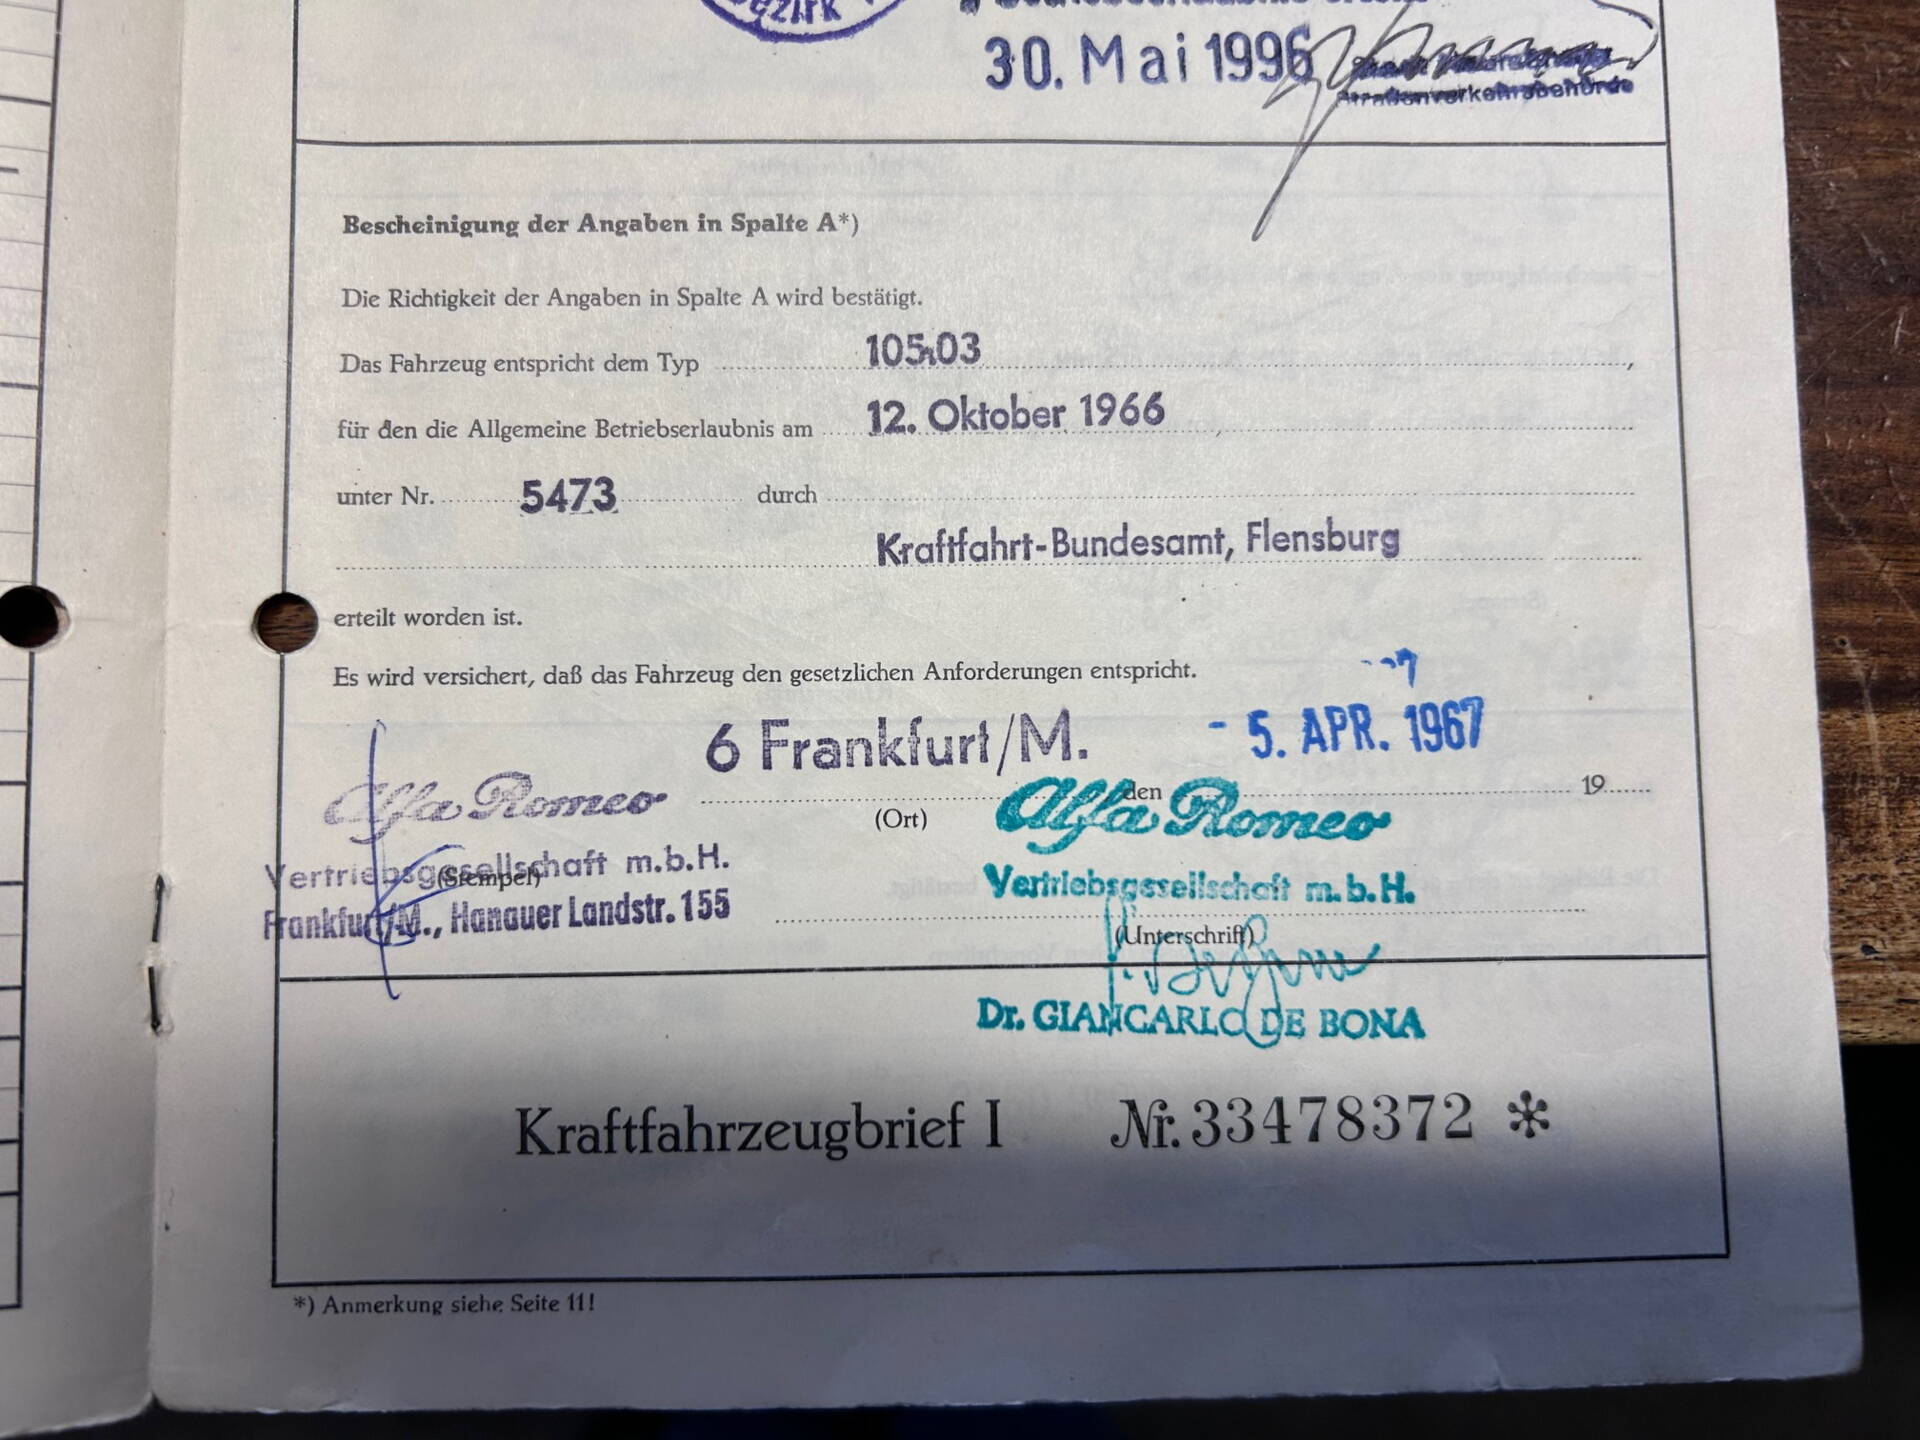 30. Mai 1996
Straßenverkehrsbehörde
Bescheinigung der Angaben in Spalte A*)
Die Richtigkeit der Angaben in Spalte A wird bestätigt.
Das Fahrzeug entspricht dem Typ 105.03,
für den die Allgemeine Betriebserlaubnis am 12. Oktober 1966
unter Nr. 5473 durch
Kraftfahrt-Bundesamt, Flensburg
erteilt worden ist.
Es wird versichert, daß das Fahrzeug den gesetzlichen Anforderungen entspricht.
6 Frankfurt/M. - 5. APR. 1967
den 19
(Ort)
Alfa Romeo
Vertriebsgesellschaft m.b.H.
(Stempel)
Frankfurt/M., Hanauer Landstr. 155
Alfa Romeo
Vertriebsgesellschaft m.b.H.
(Unterschrift)
Dr. GIANCARLO DE BONA
Kraftfahrzeugbrief I Nr. 33478372 *
*) Anmerkung siehe Seite 11!